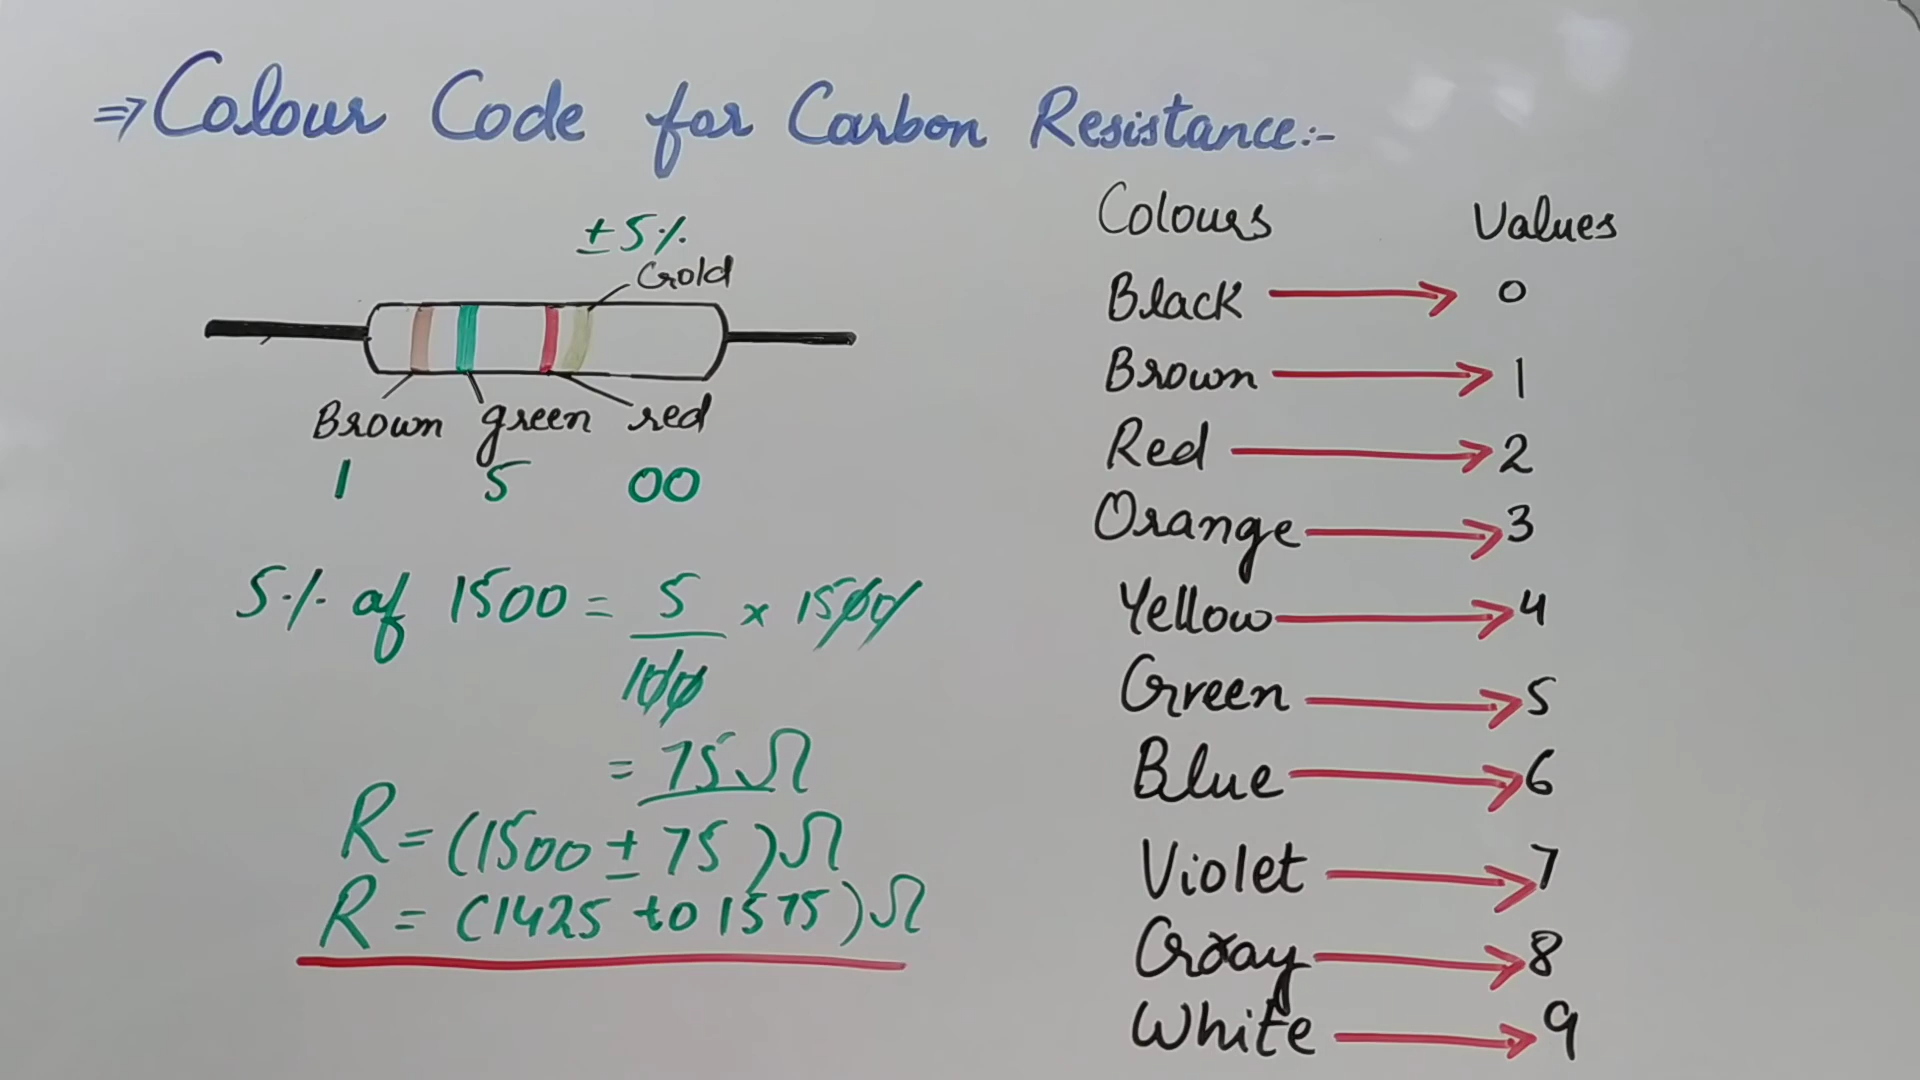 ⇒ Colour Code for Carbon Resistance:-
±5%
Gold
Brown green red
1 5 00
5% of 1500 = 5/100 × 1500
= 75Ω
R = (1500 ± 75)Ω
R = (1425 to 1575)Ω
Colours Values
Black → 0
Brown → 1
Red → 2
Orange → 3
Yellow → 4
Green → 5
Blue → 6
Violet → 7
Gray → 8
White → 9